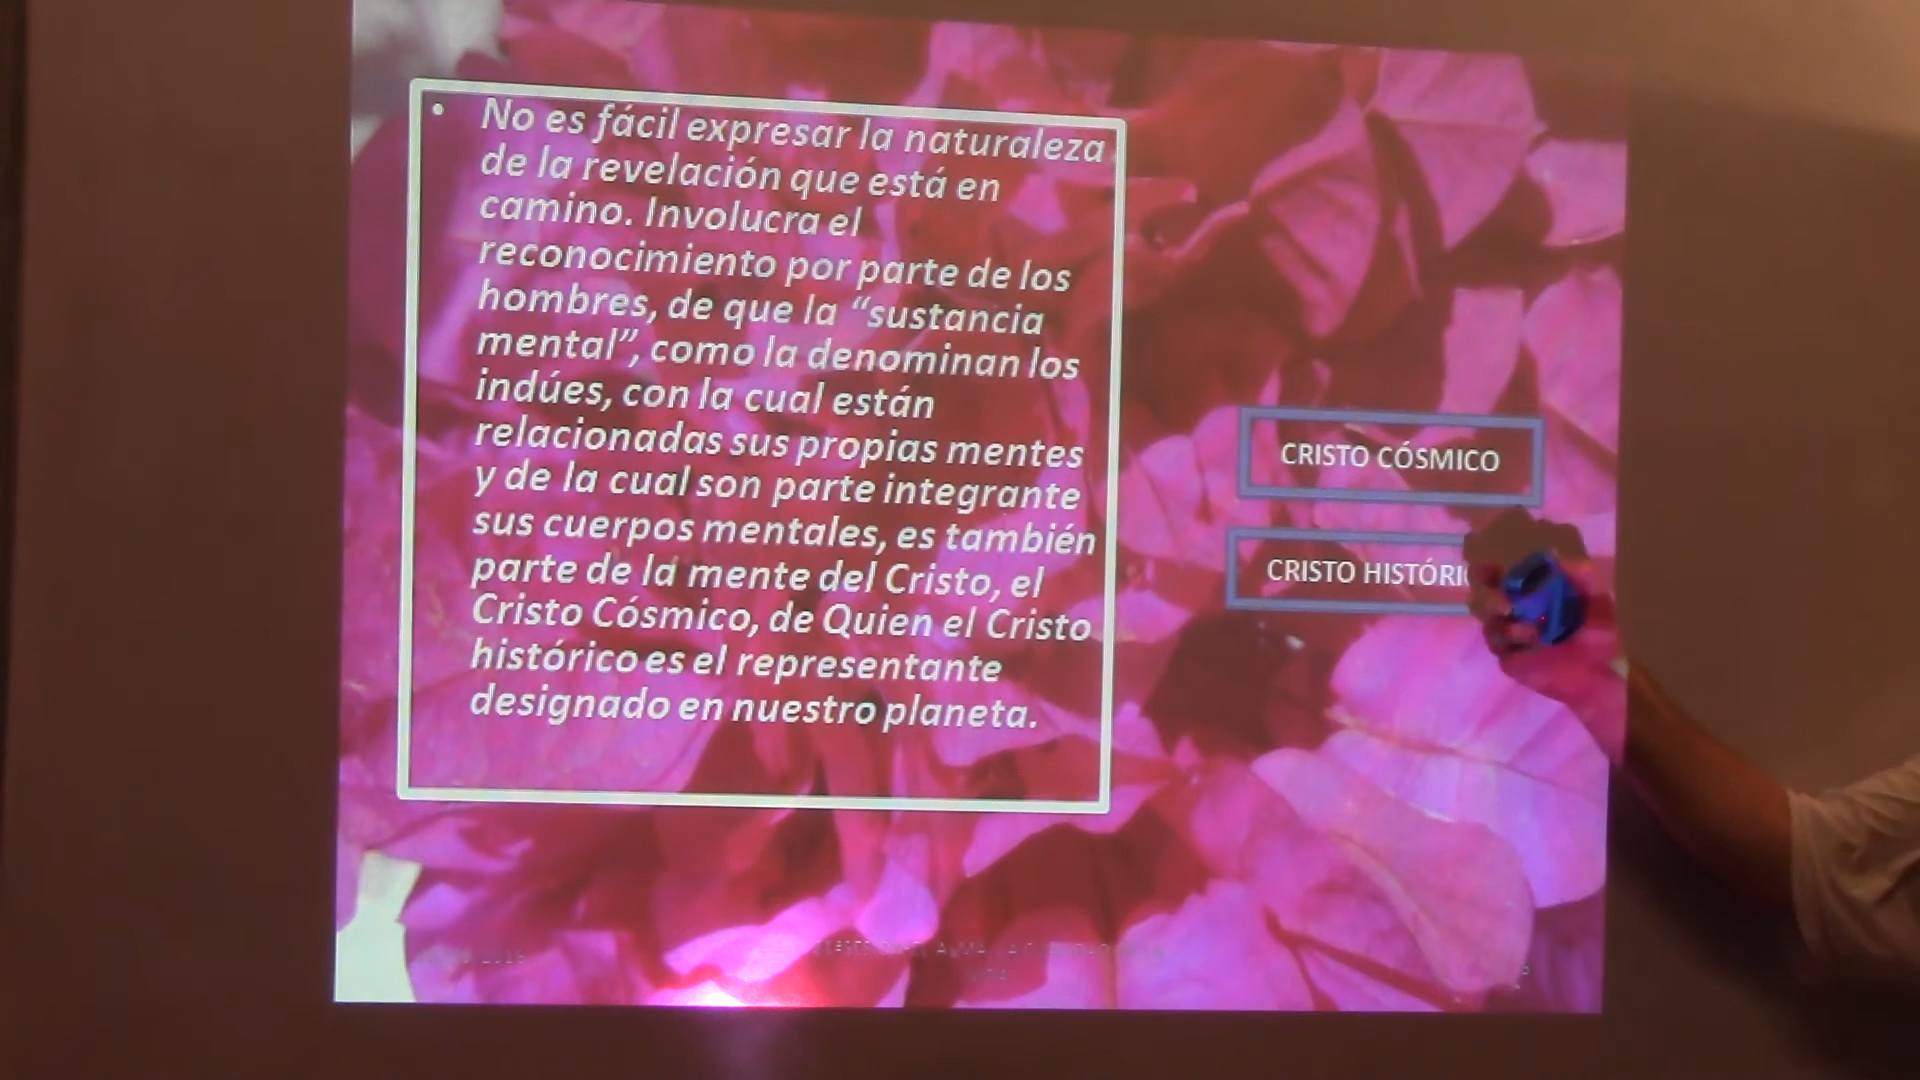 • No es fácil expresar la naturaleza
de la revelación que está en
camino. Involucra el
reconocimiento por parte de los
hombres, de que la “sustancia
mental”, como la denominan los
indúes, con la cual están
relacionadas sus propias mentes
y de la cual son parte integrante
sus cuerpos mentales, es también
parte de la mente del Cristo, el
Cristo Cósmico, de Quien el Cristo
histórico es el representante
designado en nuestro planeta.
CRISTO CÓSMICO
CRISTO